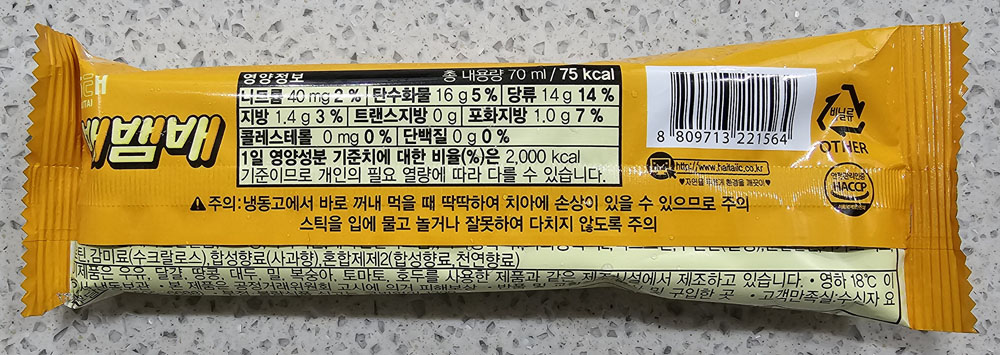 배뱀배
영양정보 총 내용량 70 ml / 75 kcal
나트륨 40 mg 2 % 탄수화물 16 g 5 % 당류 14 g 14 %
지방 1.4 g 3 % 트랜스지방 0 g 포화지방 1.0 g 7 %
콜레스테롤 0 mg 0 % 단백질 0 g 0 %
1일 영양성분 기준치에 대한 비율(%)은 2,000 kcal
기준이므로 개인의 필요 열량에 따라 다를 수 있습니다.
8 809713 221564
비닐류
OTHER
http://www.haitaiic.co.kr
HACCP
⚠주의: 냉동고에서 바로 꺼내 먹을 때 딱딱하여 치아에 손상이 있을 수 있으므로 주의
스틱을 입에 물고 놀거나 잘못하여 다치지 않도록 주의
감미료(수크랄로스),합성향료(사과향),혼합제제2(합성향료,천연향료)
제품은 우유, 달걀, 땅콩, 대두, 밀, 복숭아, 토마토, 호두를 사용한 제품과 같은 제조시설에서 제조하고 있습니다. • 영하 18℃ 이
냉동보관 • 본 제품은 공정거래위원회 고시에 의거 피해보상 및 구입한 곳 • 고객만족실:수신자 요